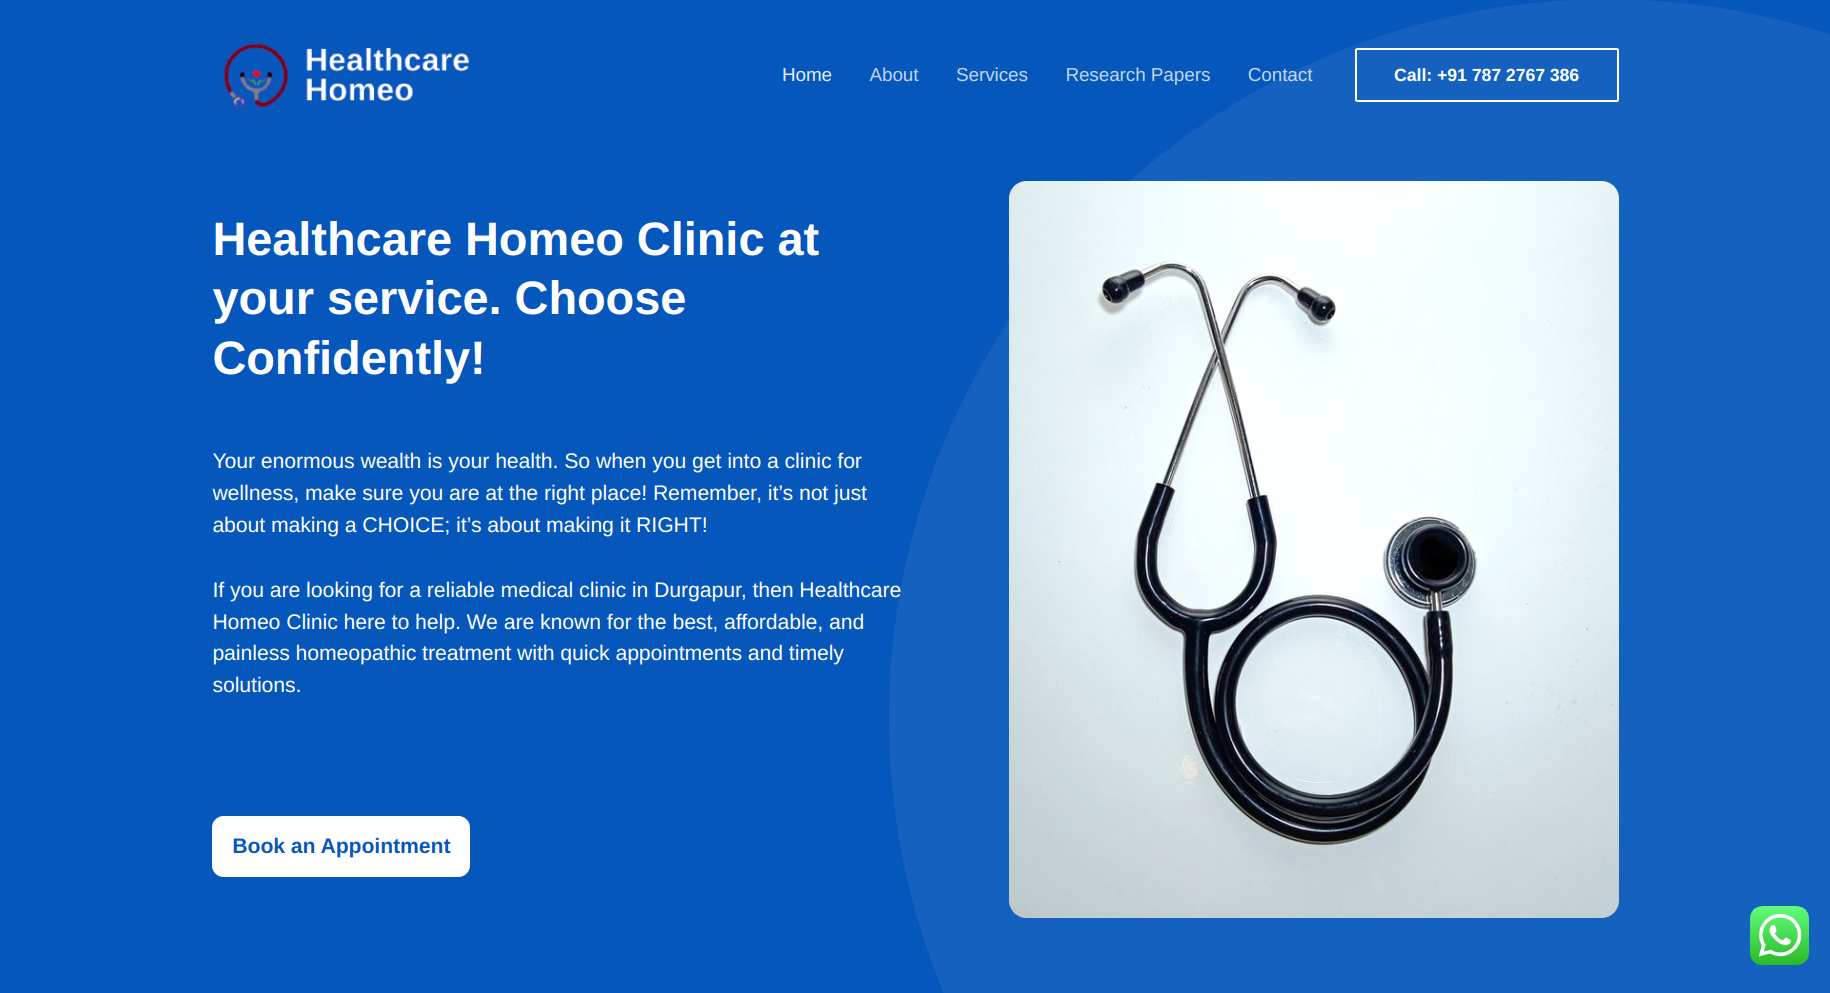 Healthcare
Homeo
Home
About
Services
Research Papers
Contact
Call: +91 787 2767 386
Healthcare Homeo Clinic at
your service. Choose
Confidently!
Your enormous wealth is your health. So when you get into a clinic for
wellness, make sure you are at the right place! Remember, it’s not just
about making a CHOICE; it’s about making it RIGHT!
If you are looking for a reliable medical clinic in Durgapur, then Healthcare
Homeo Clinic here to help. We are known for the best, affordable, and
painless homeopathic treatment with quick appointments and timely
solutions.
Book an Appointment